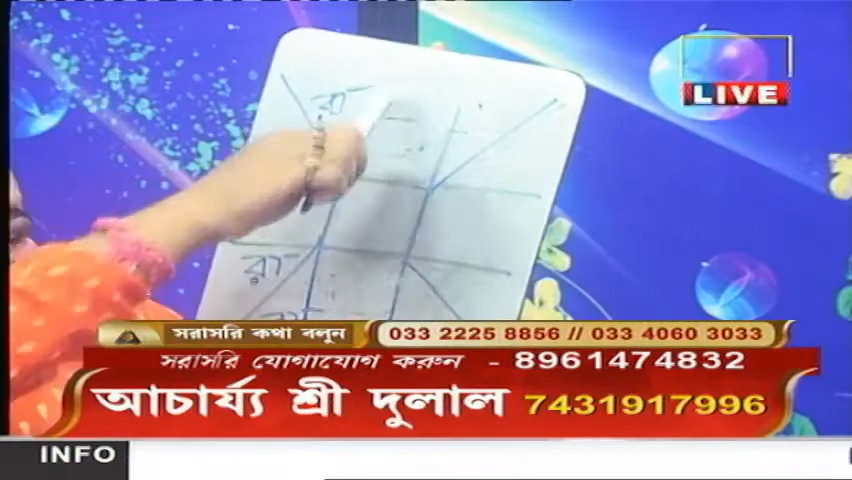 LIVE
রা
রা
সরাসরি কথা বলুন
033 2225 8856 // 033 4060 3033
সরাসরি যোগাযোগ করুন - 8961474832
আচার্য্য শ্রী দুলাল 7431917996
INFO